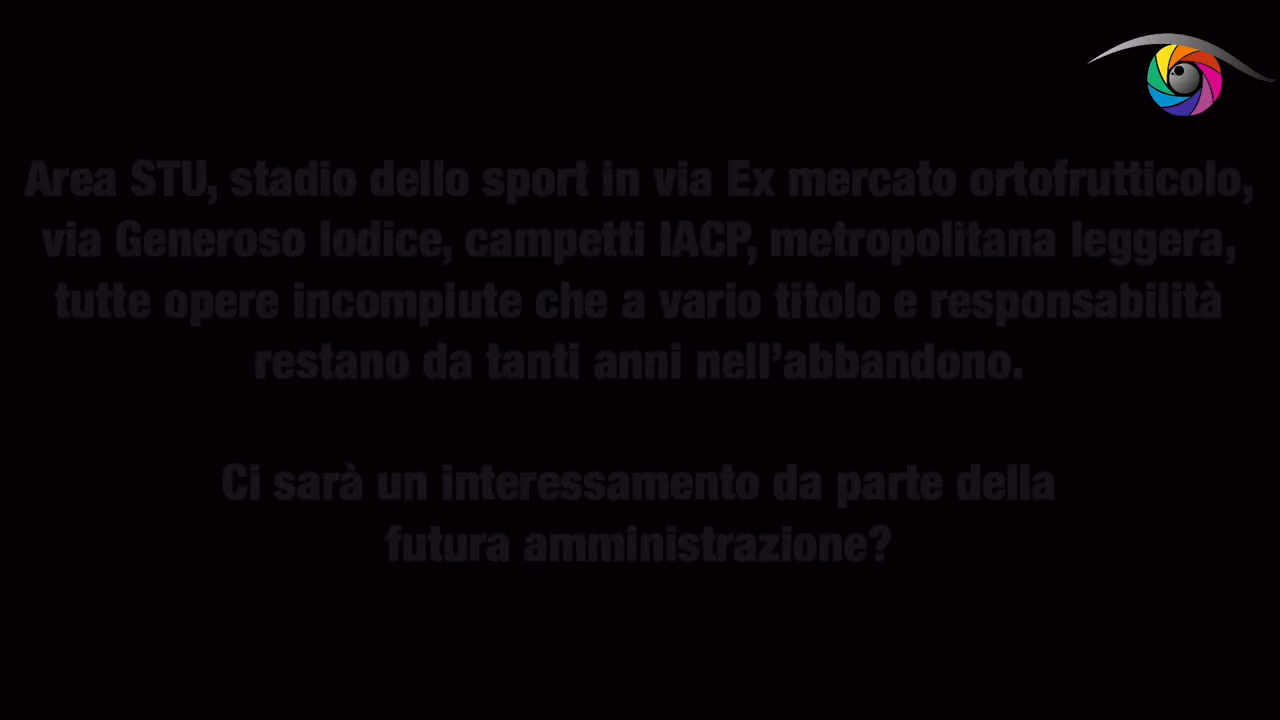 Area STU, stadio dello sport in via Ex mercato ortofrutticolo,
via Generoso Iodice, campetti IACP, metropolitana leggera,
tutte opere incompiute che a vario titolo e responsabilità
restano da tanti anni nell’abbandono.
Ci sarà un interessamento da parte della
futura amministrazione?